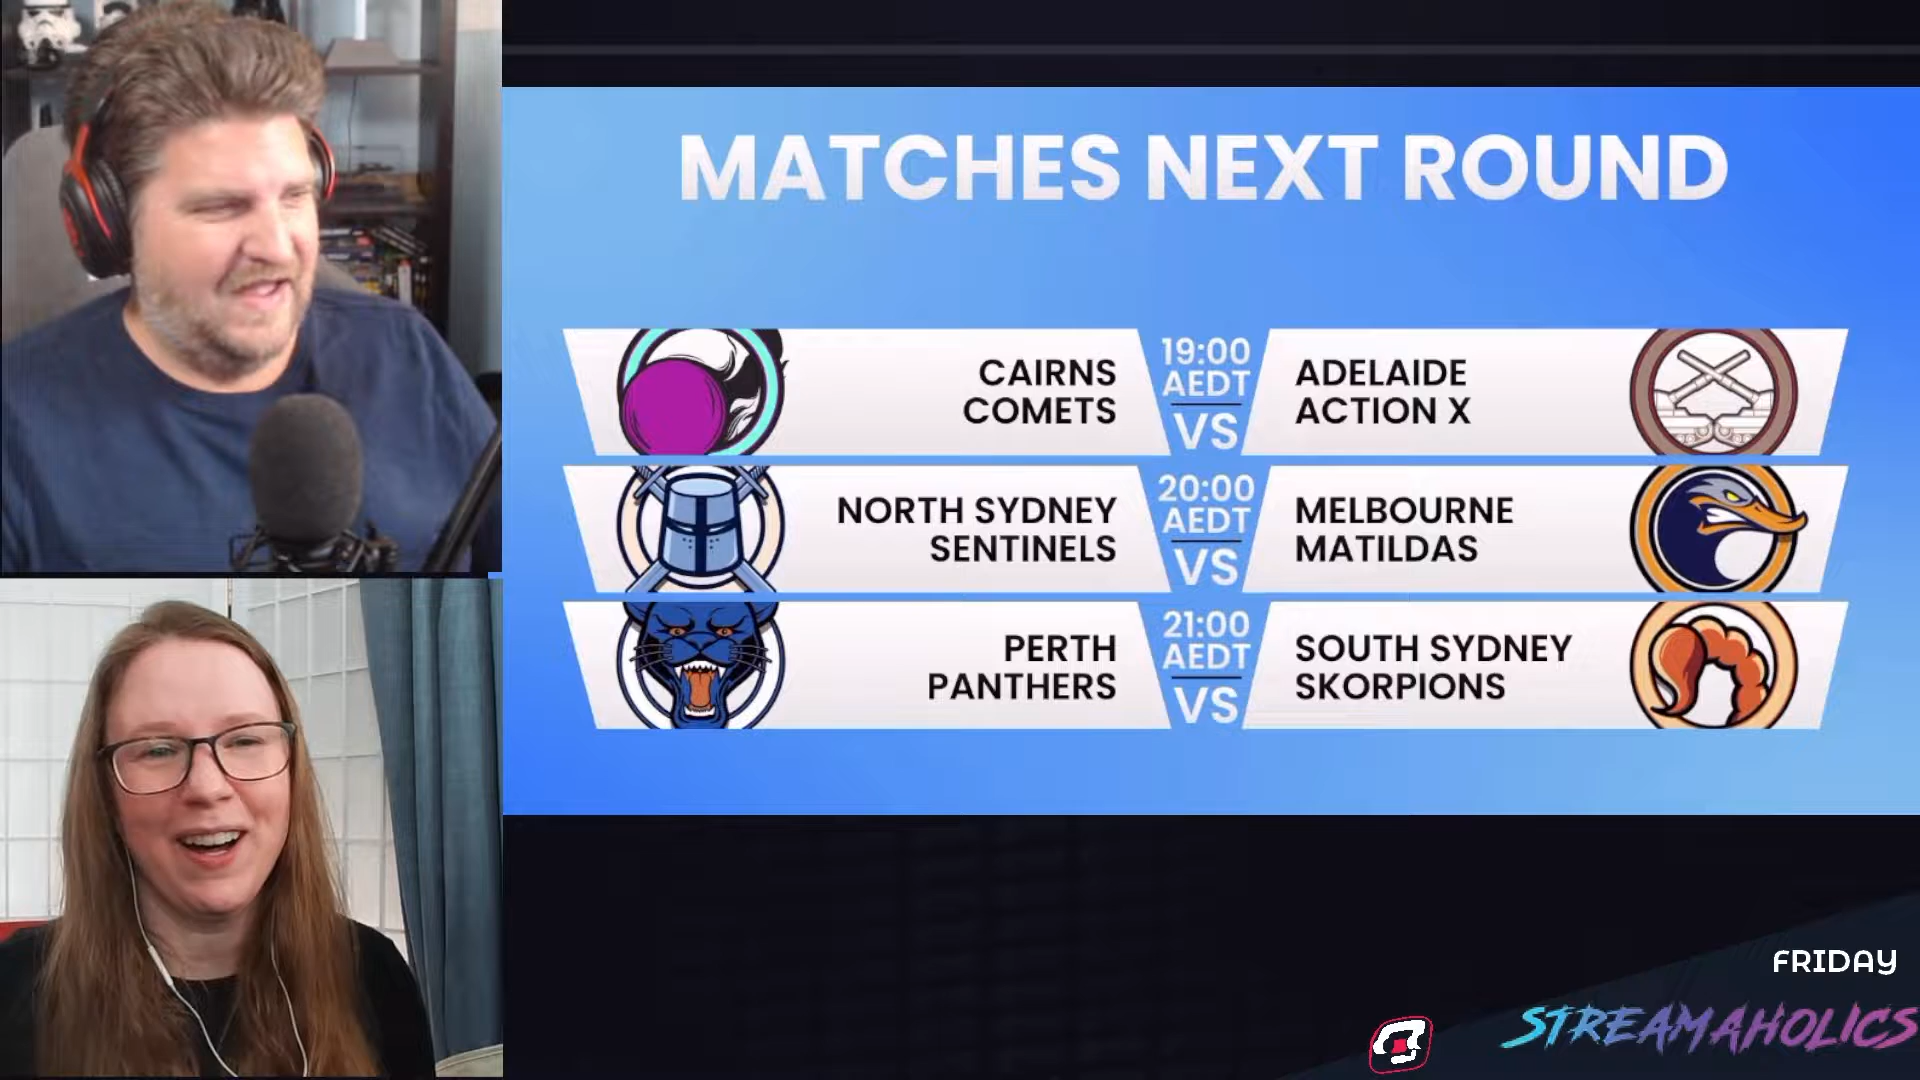 MATCHES NEXT ROUND
CAIRNS
COMETS
19:00
AEDT
VS
ADELAIDE
ACTION X
NORTH SYDNEY
SENTINELS
20:00
AEDT
VS
MELBOURNE
MATILDAS
PERTH
PANTHERS
21:00
AEDT
VS
SOUTH SYDNEY
SKORPIONS
FRIDAY
STREAMAHOLICS